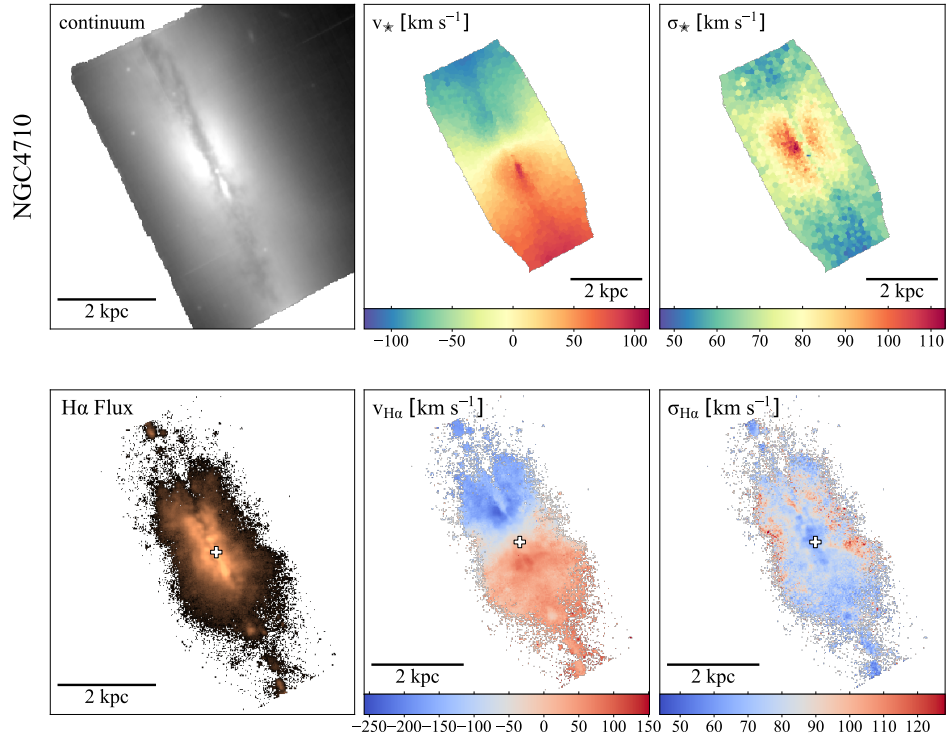 NGC4710
continuum
2 kpc
v⋆ [km s⁻¹]
2 kpc
−100 −50 0 50 100
σ⋆ [km s⁻¹]
2 kpc
50 60 70 80 90 100 110
Hα Flux
2 kpc
vHα [km s⁻¹]
2 kpc
−250 −200 −150 −100 −50 0 50 100 150
σHα [km s⁻¹]
2 kpc
50 60 70 80 90 100 110 120